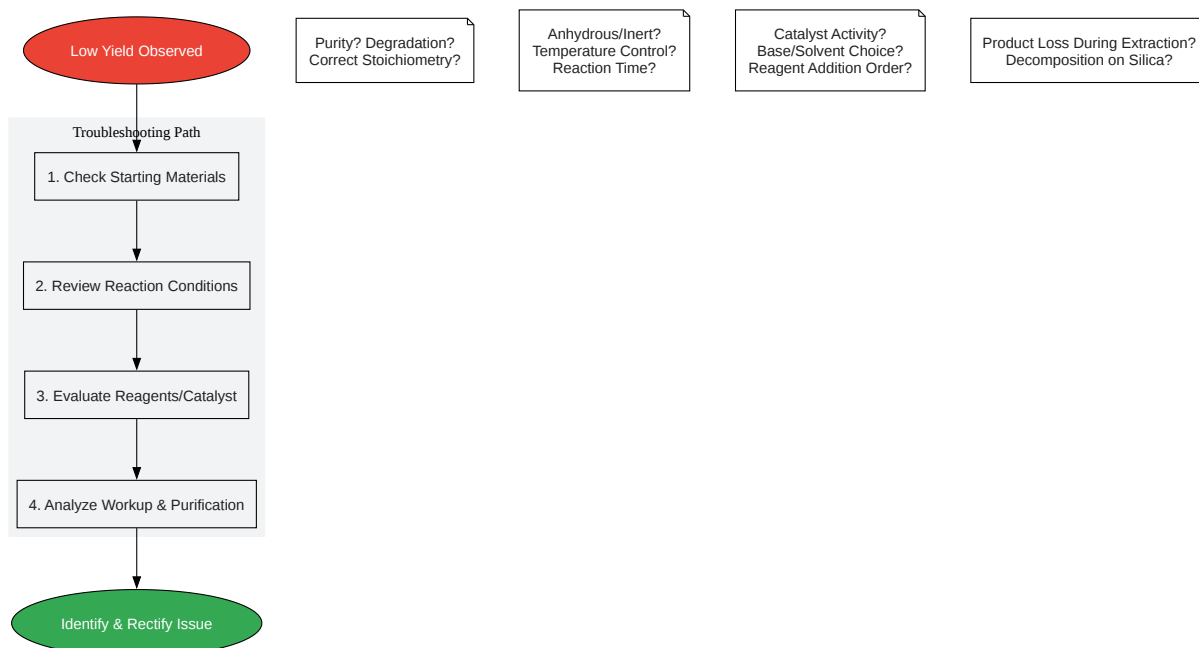 Low Yield Observed
Purity? Degradation?
Correct Stoichiometry?
Anhydrous/Inert?
Temperature Control?
Reaction Time?
Catalyst Activity?
Base/Solvent Choice?
Reagent Addition Order?
Product Loss During Extraction?
Decomposition on Silica?
Troubleshooting Path
1. Check Starting Materials
2. Review Reaction Conditions
3. Evaluate Reagents/Catalyst
4. Analyze Workup & Purification
Identify & Rectify Issue